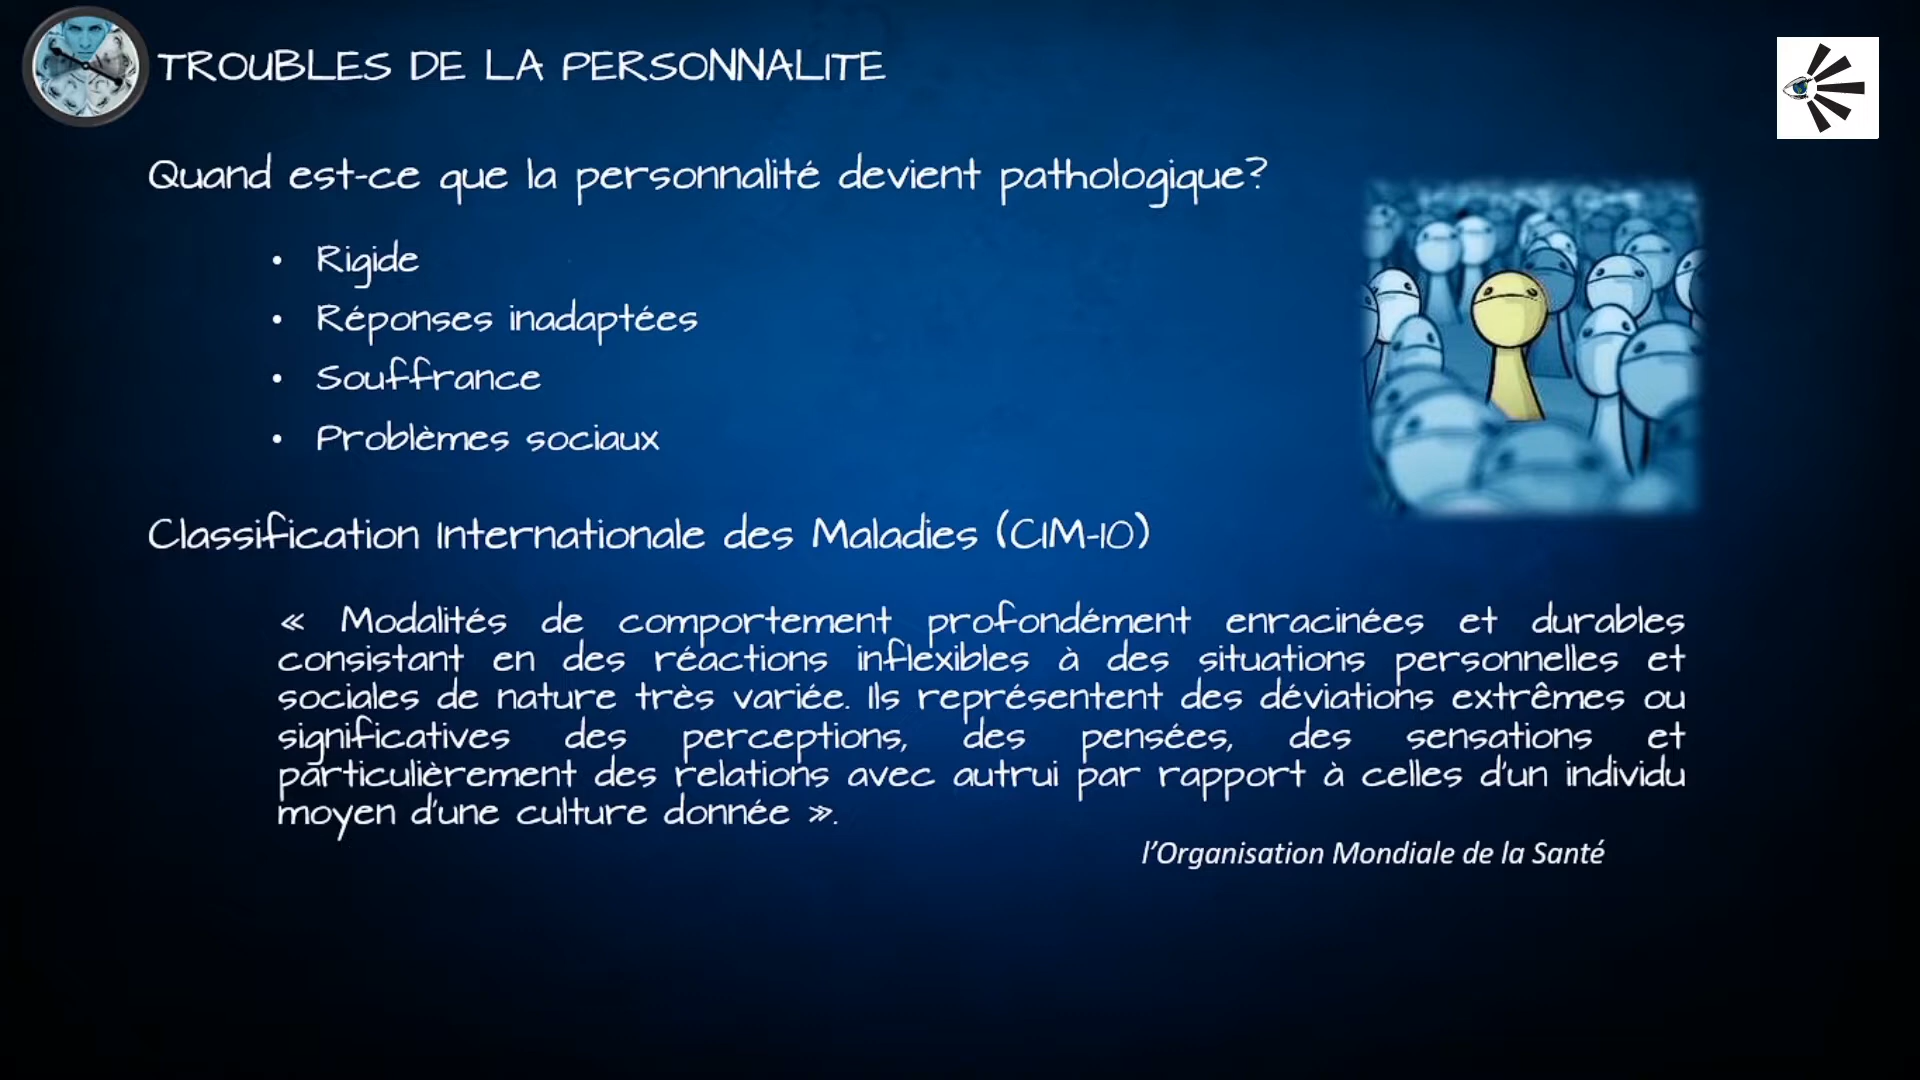 TROUBLES DE LA PERSONNALITE
Quand est-ce que la personnalité devient pathologique?
• Rigide
• Réponses inadaptées
• Souffrance
• Problèmes sociaux
Classification Internationale des Maladies (CIM-10)
« Modalités de comportement profondément enracinées et durables
consistant en des réactions inflexibles à des situations personnelles et
sociales de nature très variée. Ils représentent des déviations extrêmes ou
significatives des perceptions, des pensées, des sensations et
particulièrement des relations avec autrui par rapport à celles d'un individu
moyen d'une culture donnée ».
l'Organisation Mondiale de la Santé